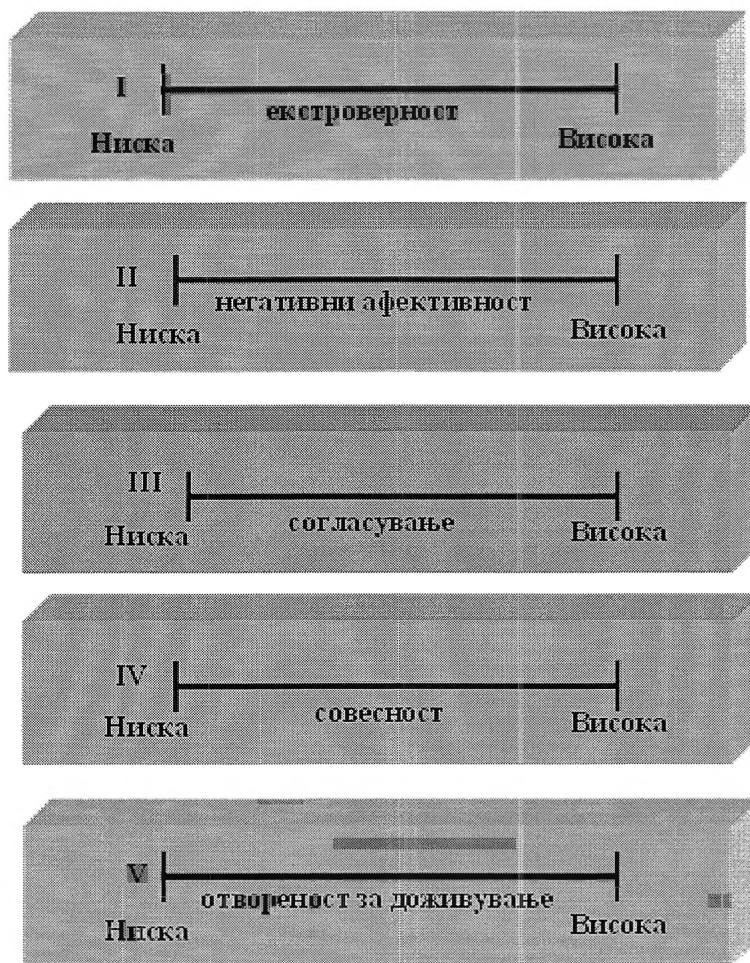 I
екстроверност
Ниска Висока
II
негативни афективност
Ниска Висока
III
согласување
Ниска Висока
IV
совесност
Ниска Висока
V
отвореност за доживување
Ниска Висока